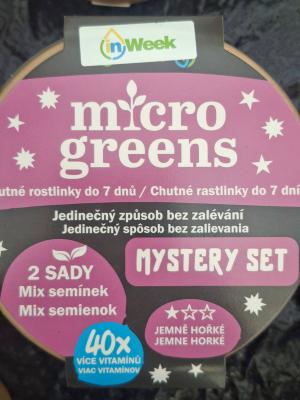 inWeek
micro
greens
chutné rostlinky do 7 dnů / Chutné rastlinky do 7 dní
Jedinečný způsob bez zalévání
Jedinečný spôsob bez zalievania
2 SADY
Mix semínek
Mix semienok
MYSTERY SET
40x
VÍCE VITAMÍNŮ
VIAC VITAMÍNOV
JEMNĚ HOŘKÉ
JEMNE HORKÉ